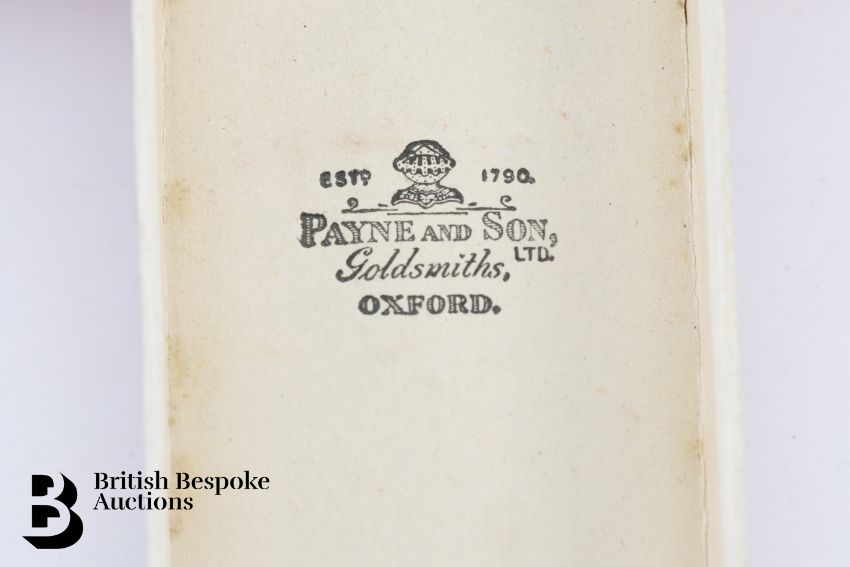 ESTD 1790.
PAYNE AND SON,
LTD.
Goldsmiths,
OXFORD.
B
British Bespoke
Auctions